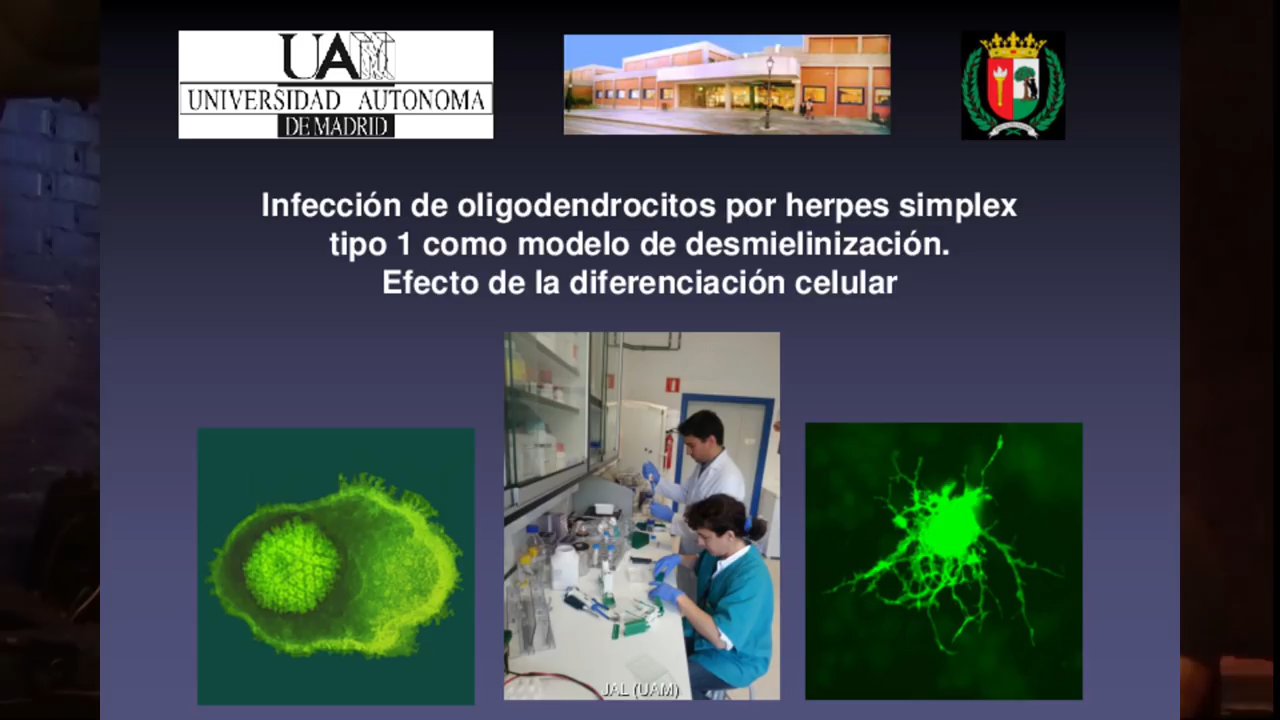 UAM
UNIVERSIDAD AUTONOMA
DE MADRID
Infección de oligodendrocitos por herpes simplex
tipo 1 como modelo de desmielinización.
Efecto de la diferenciación celular
JAL (UAM)